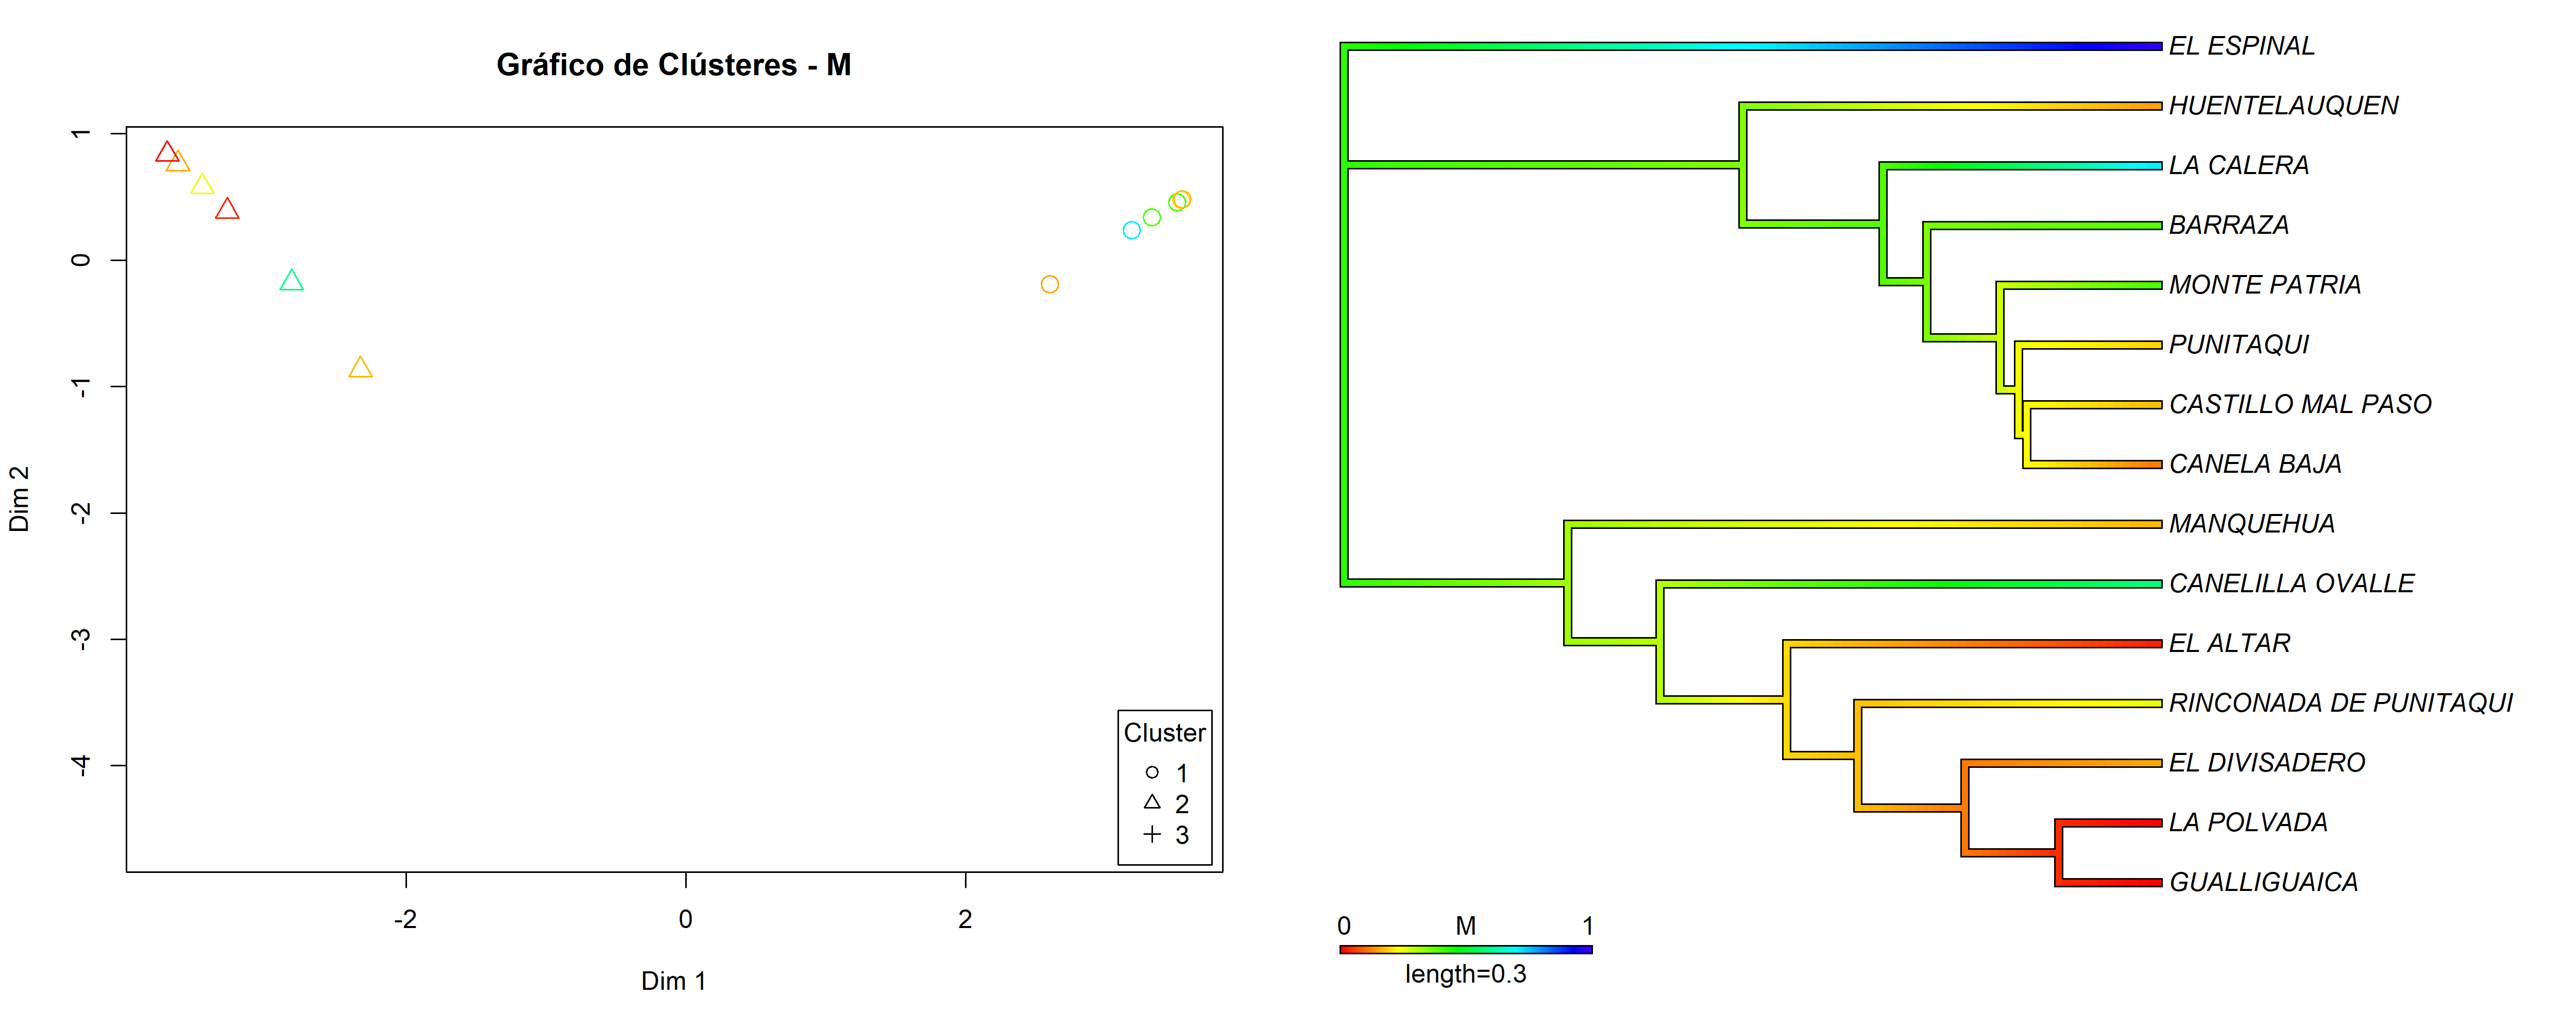 Gráfico de Clústeres - M
1
0
-1
-2
-3
-4
Dim 2
-2
0
2
Dim 1
Cluster
1
2
3
EL ESPINAL
HUENTELAUQUEN
LA CALERA
BARRAZA
MONTE PATRIA
PUNITAQUI
CASTILLO MAL PASO
CANELA BAJA
MANQUEHUA
CANELILLA OVALLE
EL ALTAR
RINCONADA DE PUNITAQUI
EL DIVISADERO
LA POLVADA
GUALLIGUAICA
0 M 1
length=0.3